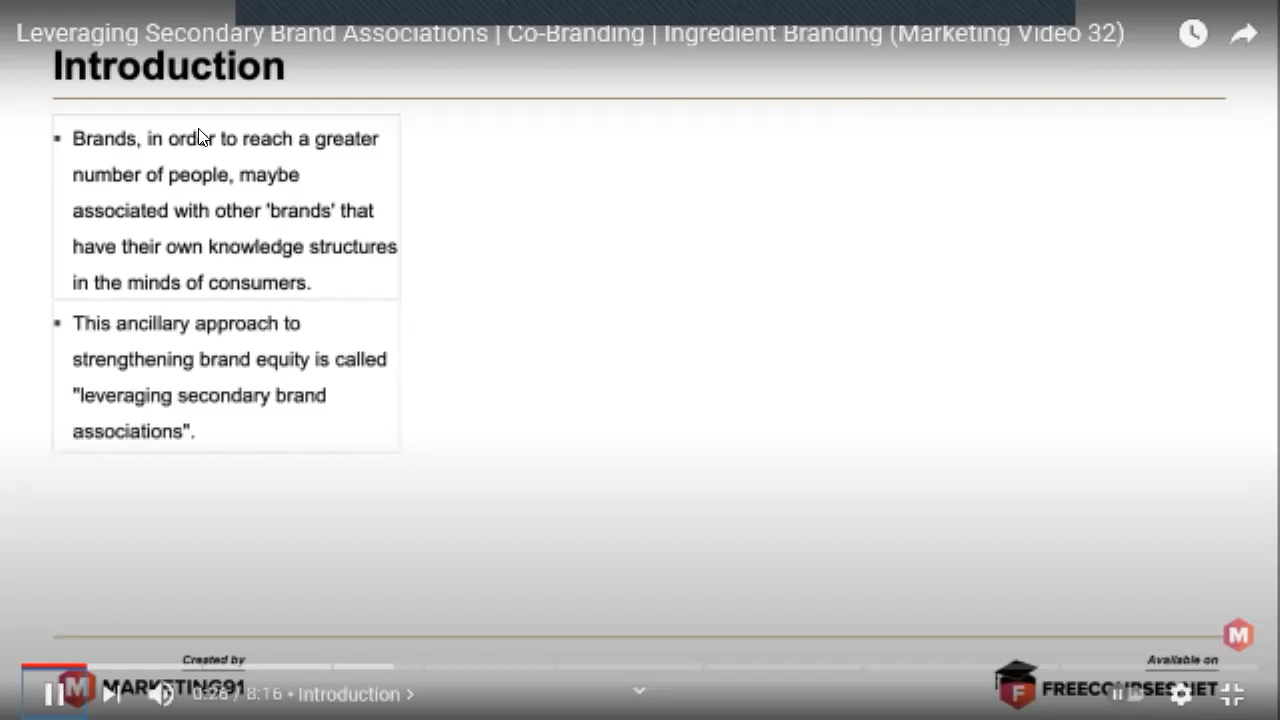 Leveraging Secondary Brand Associations | Co-Branding | Ingredient Branding (Marketing Video 32)
Introduction
Brands, in order to reach a greater
number of people, maybe
associated with other 'brands' that
have their own knowledge structures
in the minds of consumers.
This ancillary approach to
strengthening brand equity is called
"leveraging secondary brand
associations".
M
Created by
MARKETING91
0:26 / 8:16 • Introduction >
Available on
FREECOURSES.NET